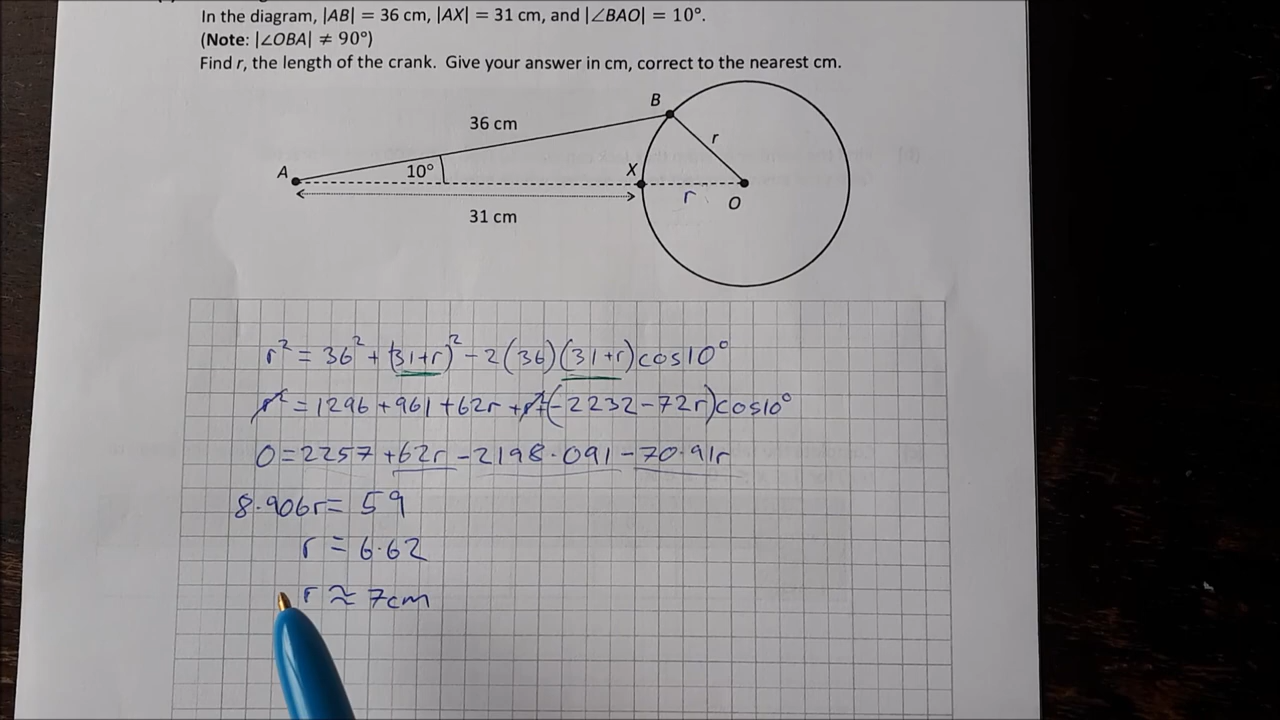 In the diagram, |AB| = 36 cm, |AX| = 31 cm, and |∠BAO| = 10°.
(Note: |∠OBA| ≠ 90°)
Find r, the length of the crank. Give your answer in cm, correct to the nearest cm.
B
36 cm
r
A
10°
X
r
O
31 cm
r² = 36² + (31+r)² - 2(36)(31+r)cos10°
r² = 1296 + 961 + 62r + r² + (-2232 - 72r)cos10°
0 = 2257 + 62r - 2198.091 - 70.91r
8.906r = 59
r = 6.62
r ≈ 7cm